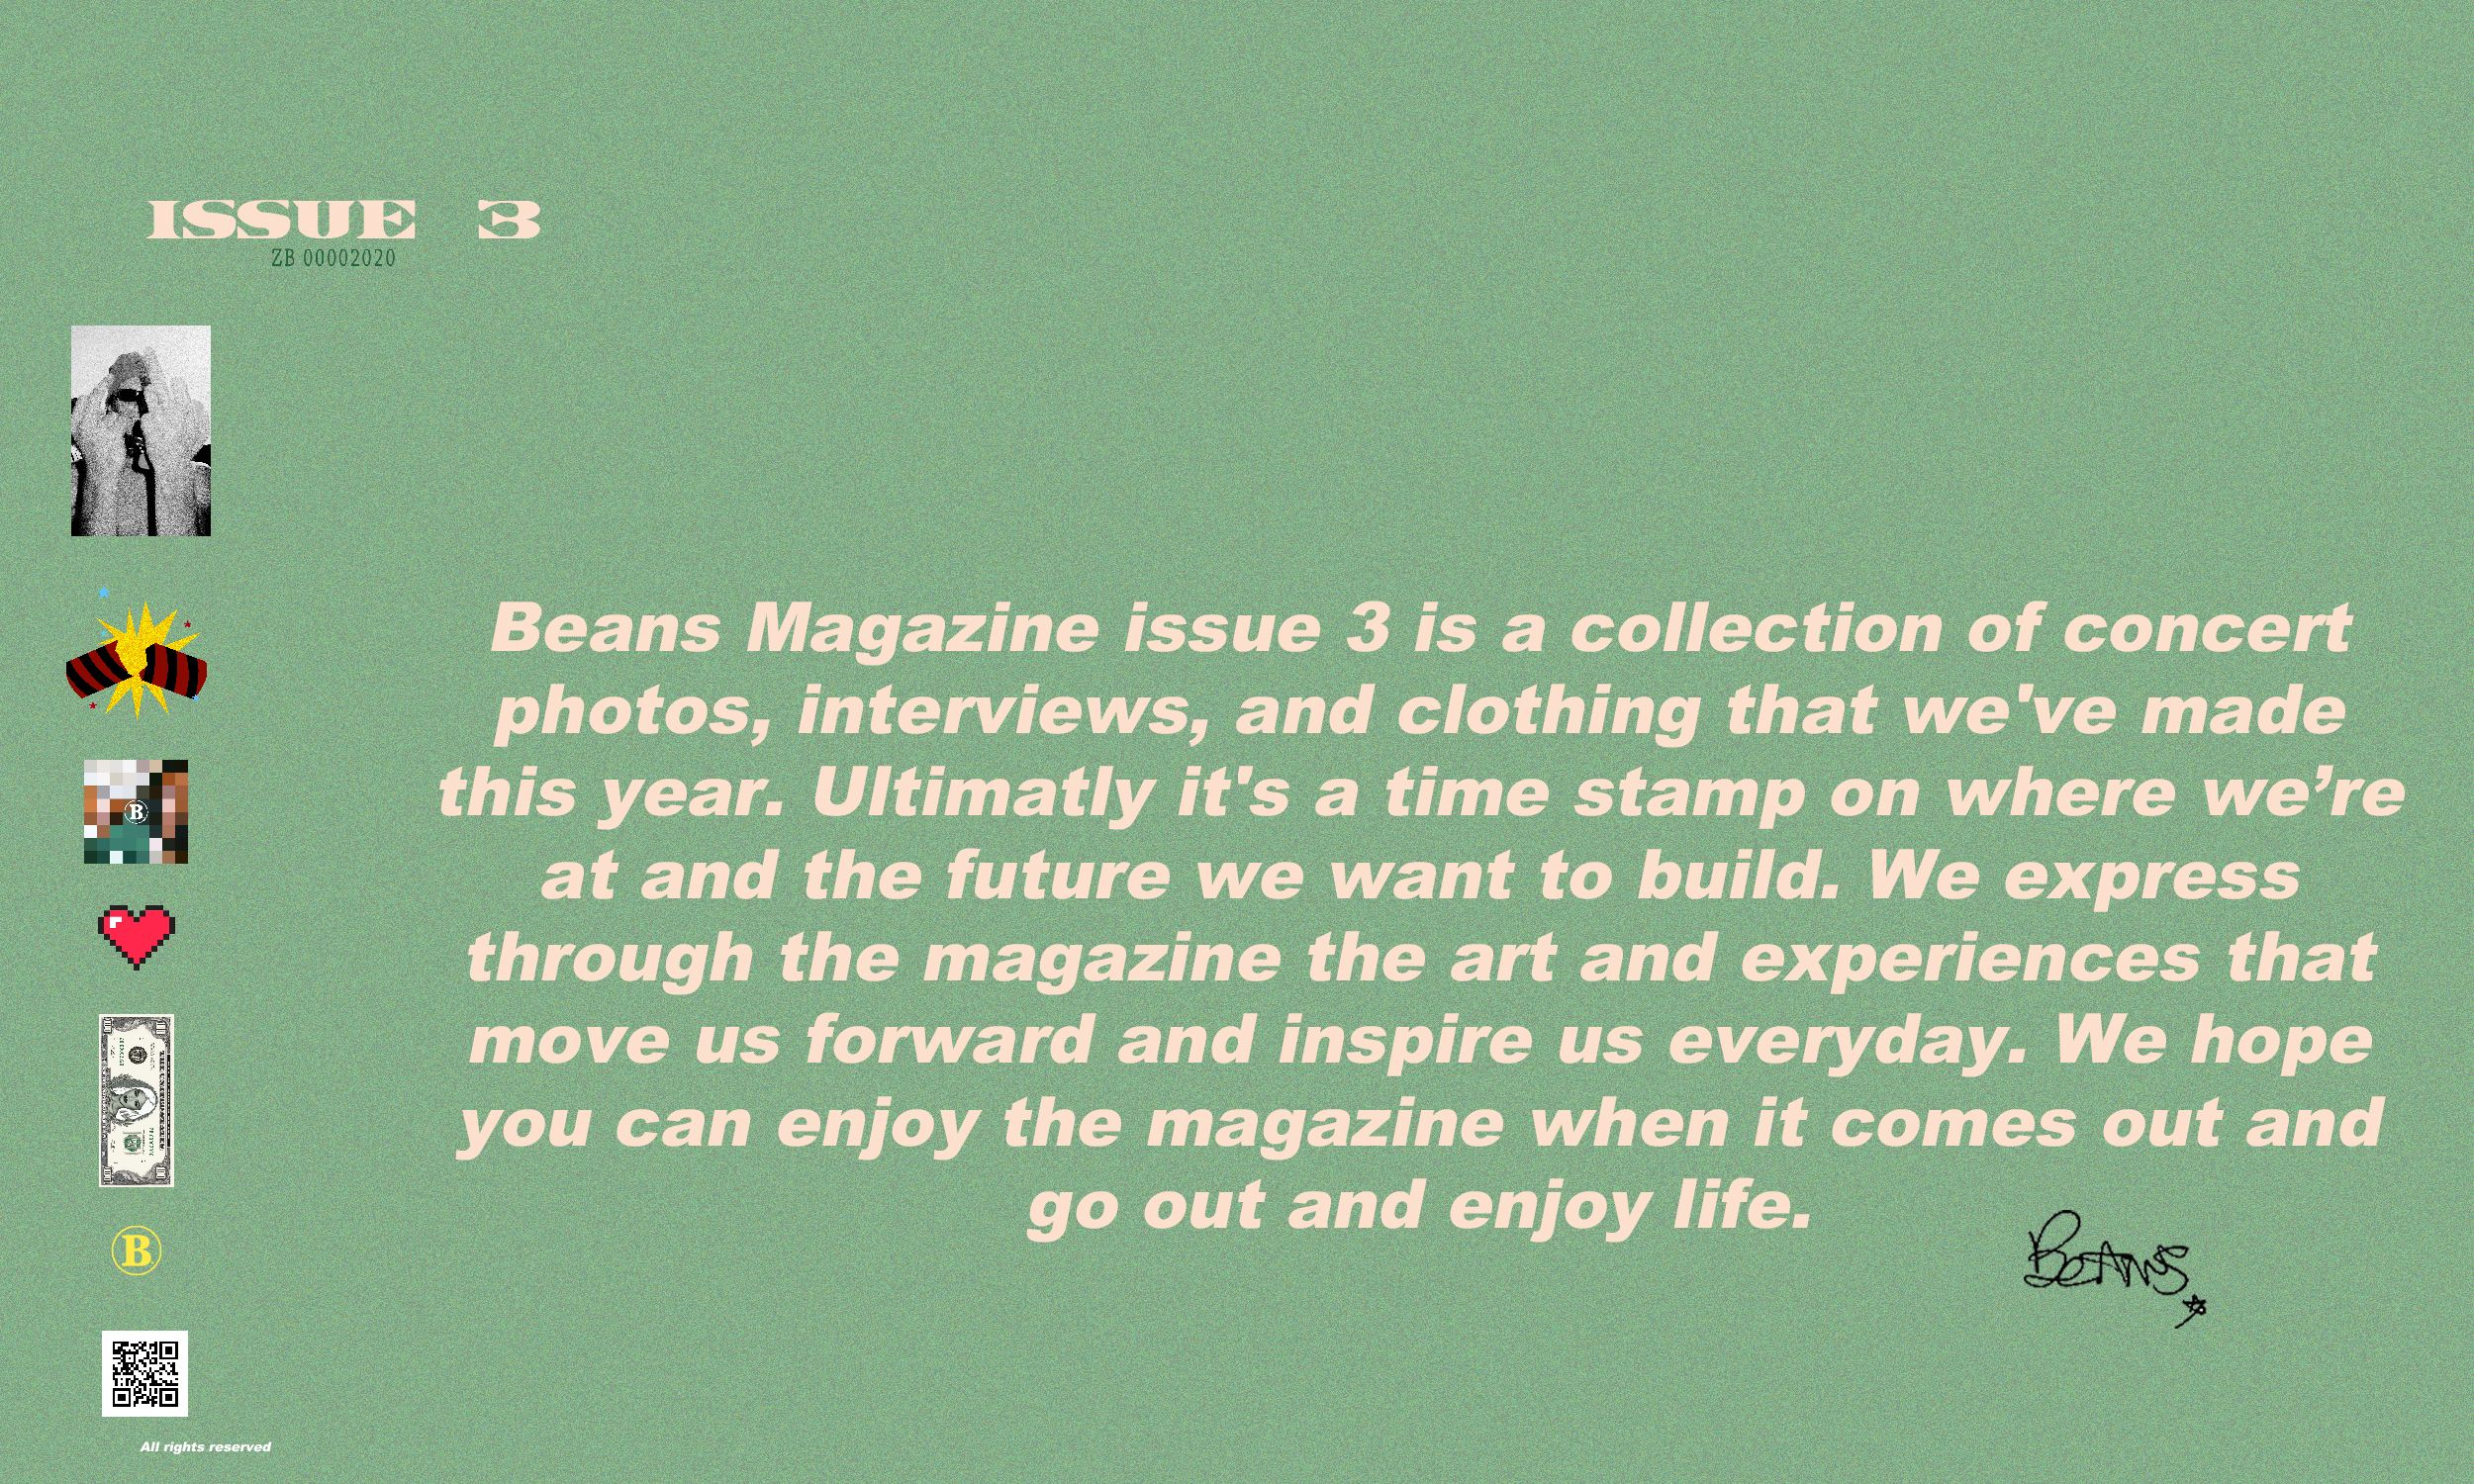 ISSUE 3
ZB 00002020
B
Beans Magazine issue 3 is a collection of concert
photos, interviews, and clothing that we've made
this year. Ultimatly it's a time stamp on where we’re
at and the future we want to build. We express
through the magazine the art and experiences that
move us forward and inspire us everyday. We hope
you can enjoy the magazine when it comes out and
go out and enjoy life.
BeANS
B
All rights reserved